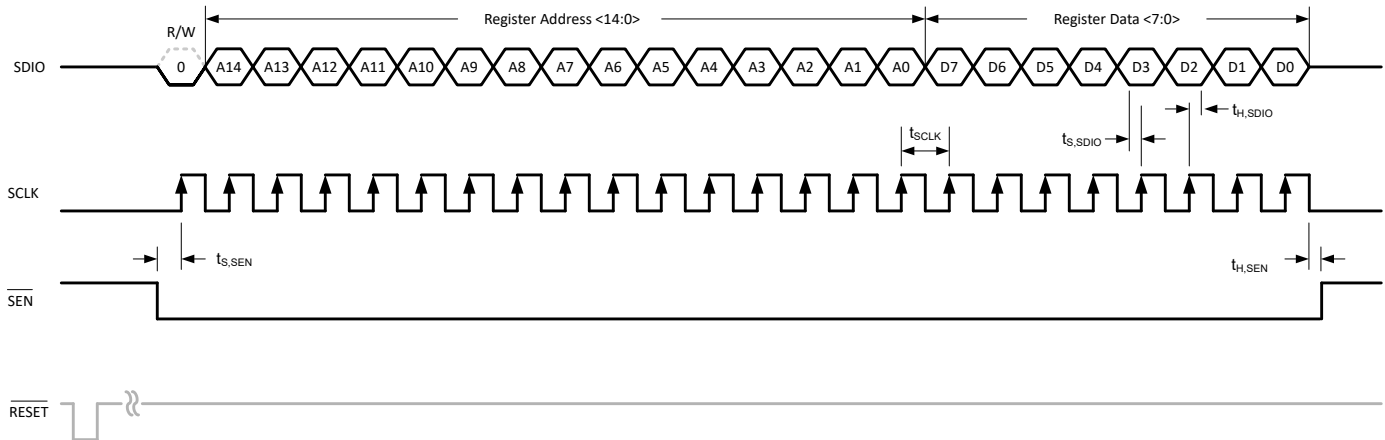 Register Address <14:0> Register Data <7:0>
R/W
SDIO 0 A14 A13 A12 A11 A10 A9 A8 A7 A6 A5 A4 A3 A2 A1 A0 D7 D6 D5 D4 D3 D2 D1 D0
tSCLK tS,SDIO tH,SDIO
SCLK
tS,SEN tH,SEN
SEN
RESET